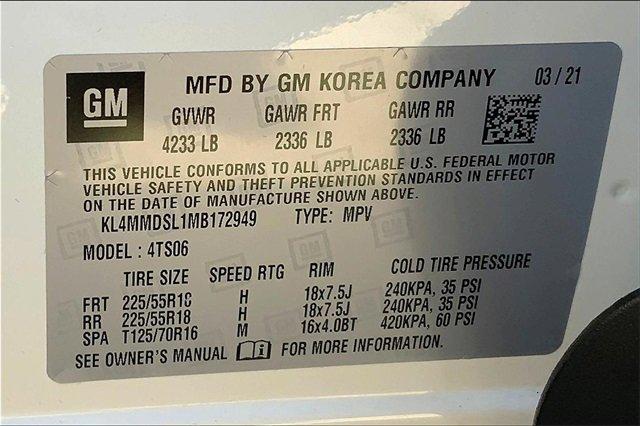 GM
MFD BY GM KOREA COMPANY 03 / 21
GVWR GAWR FRT GAWR RR
4233 LB 2336 LB 2336 LB
THIS VEHICLE CONFORMS TO ALL APPLICABLE U.S. FEDERAL MOTOR
VEHICLE SAFETY AND THEFT PREVENTION STANDARDS IN EFFECT
ON THE DATE OF MANUFACTURE SHOWN ABOVE.
KL4MMDSL1MB172949 TYPE: MPV
MODEL : 4TS06
TIRE SIZE SPEED RTG RIM COLD TIRE PRESSURE
FRT 225/55R18 H 18x7.5J 240KPA, 35 PSI
RR 225/55R18 H 18x7.5J 240KPA, 35 PSI
SPA T125/70R16 M 16x4.0BT 420KPA, 60 PSI
SEE OWNER'S MANUAL FOR MORE INFORMATION.